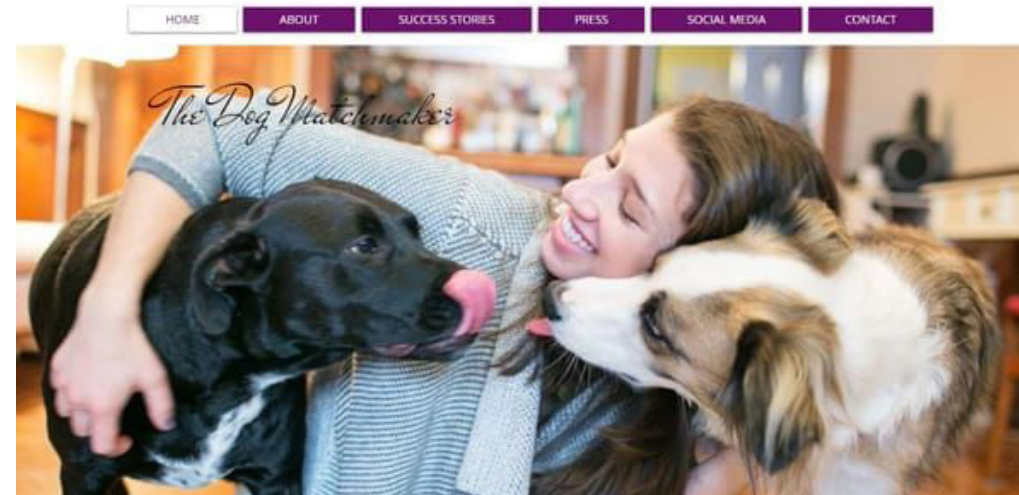 HOME ABOUT SUCCESS STORIES PRESS SOCIAL MEDIA CONTACT
The Dog Matchmaker